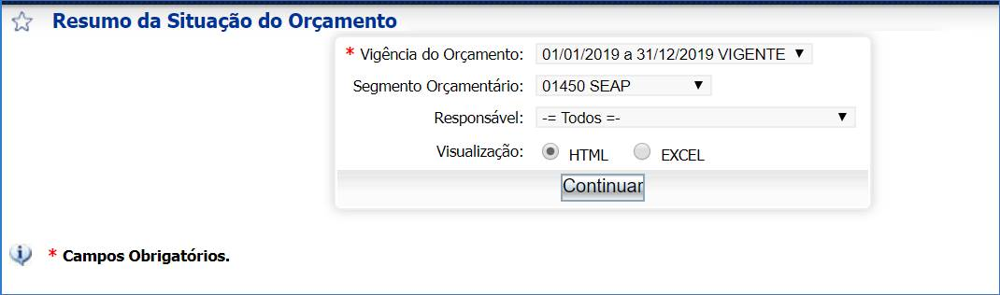 Resumo da Situação do Orçamento
* Vigência do Orçamento: 01/01/2019 a 31/12/2019 VIGENTE
Segmento Orçamentário: 01450 SEAP
Responsável: -= Todos =-
Visualização: HTML EXCEL
Continuar
* Campos Obrigatórios.